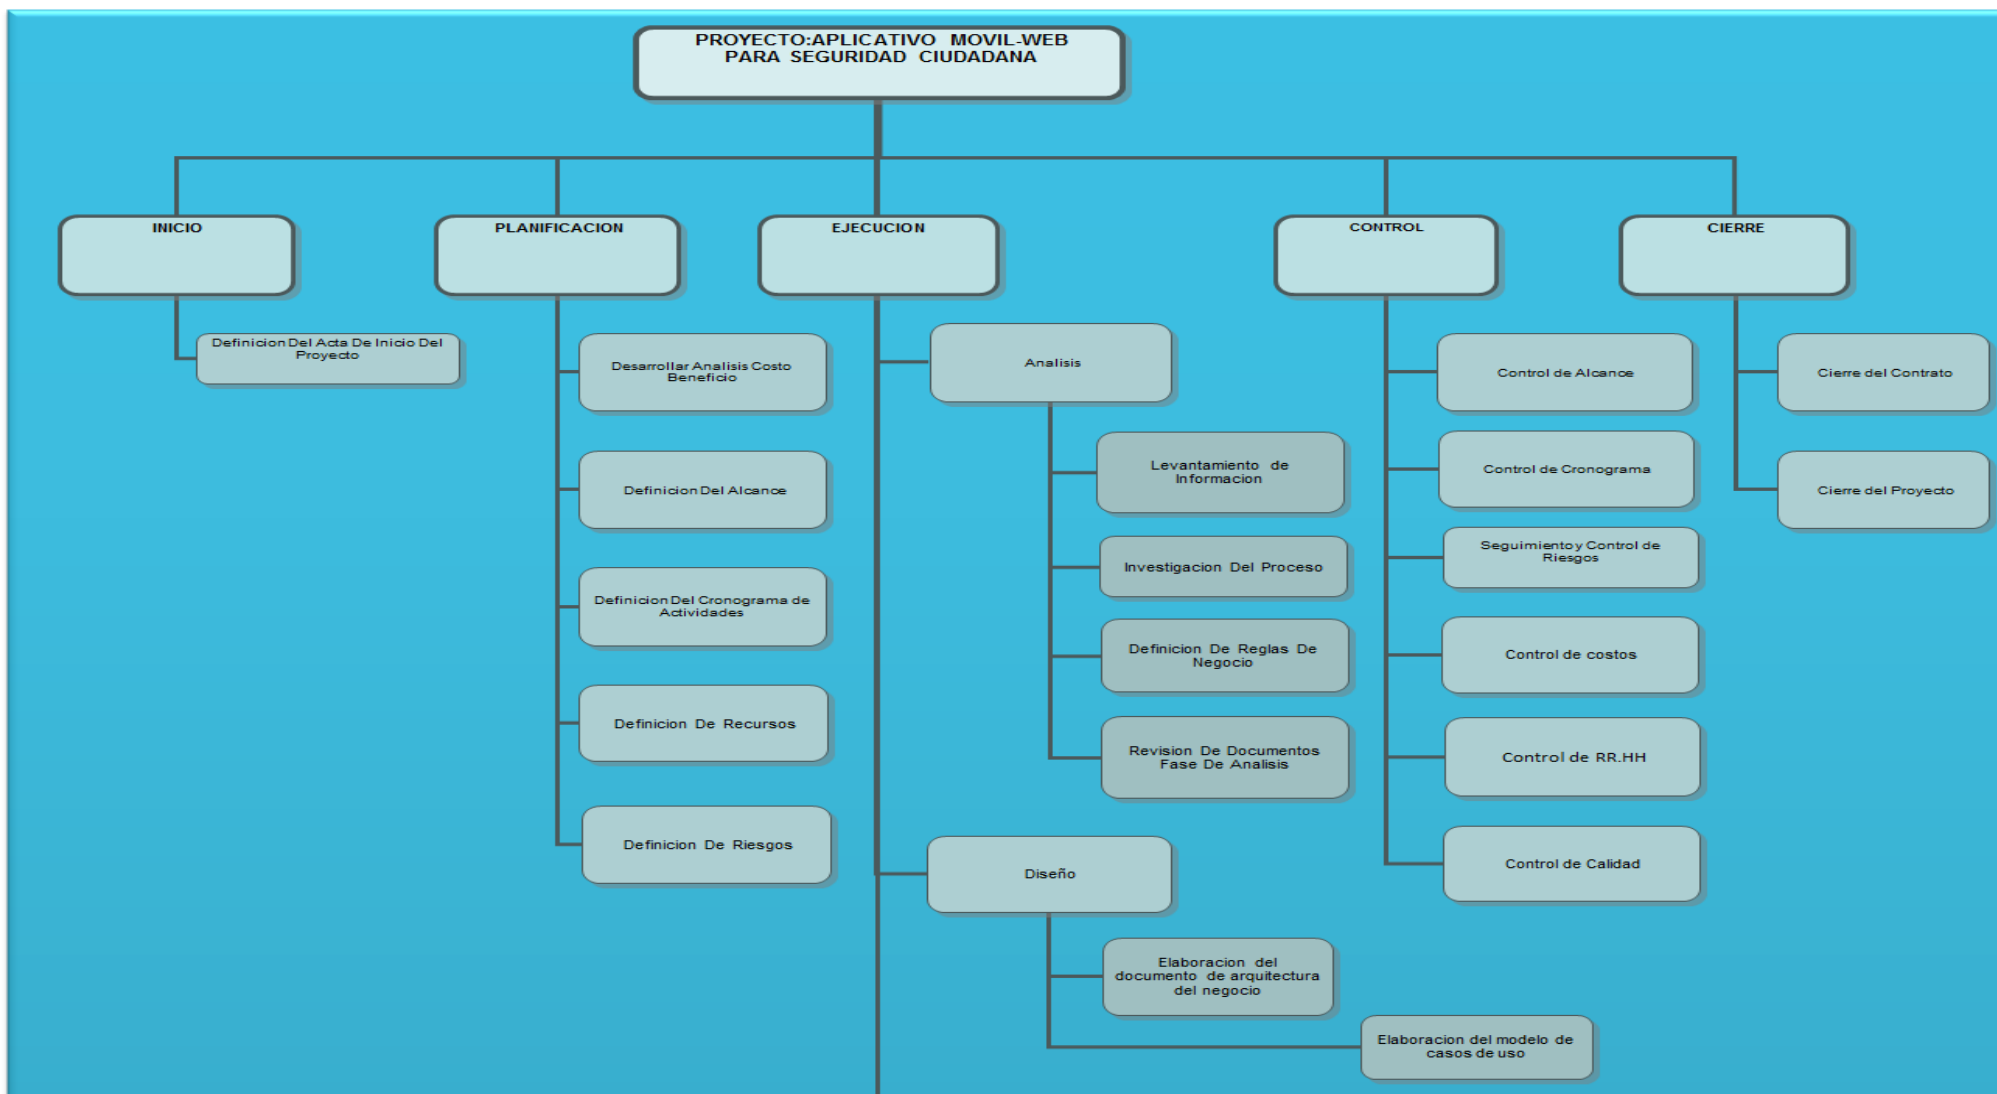 PROYECTO:APLICATIVO MOVIL-WEB
PARA SEGURIDAD CIUDADANA
INICIO
PLANIFICACION
EJECUCION
CONTROL
CIERRE
Definicion Del Acta De Inicio Del
Proyecto
Desarrollar Analisis Costo
Beneficio
Definicion Del Alcance
Definicion Del Cronograma de
Actividades
Definicion De Recursos
Definicion De Riesgos
Analisis
Levantamiento de
Informacion
Investigacion Del Proceso
Definicion De Reglas De
Negocio
Revision De Documentos
Fase De Analisis
Diseño
Elaboracion del
documento de arquitectura
del negocio
Elaboracion del modelo de
casos de uso
Control de Alcance
Control de Cronograma
Seguimiento y Control de
Riesgos
Control de costos
Control de RR.HH
Control de Calidad
Cierre del Contrato
Cierre del Proyecto